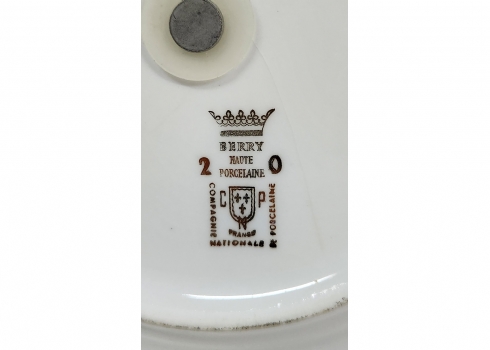 BERRY
2 HAUTE 0
PORCELAINE
C P
N
FRANCE
COMPAGNIE
NATIONALE &
PORCELAINE